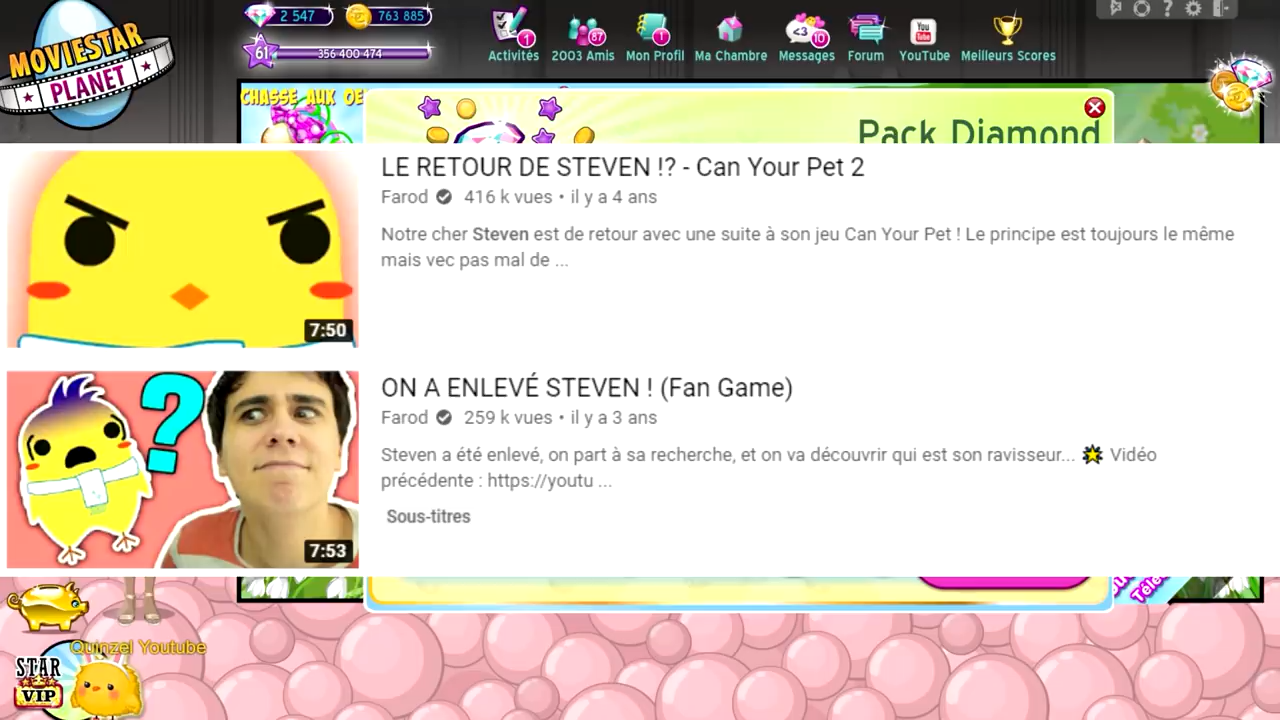 MOVIESTAR
PLANET
2 547
763 885
61
356 400 474
1
87
1
<3
10
You
Tube
Activités
2003 Amis
Mon Profil
Ma Chambre
Messages
Forum
YouTube
Meilleurs Scores
CHASSE AUX OE
Pack Diamond
LE RETOUR DE STEVEN !? - Can Your Pet 2
Farod 416 k vues • il y a 4 ans
Notre cher Steven est de retour avec une suite à son jeu Can Your Pet ! Le principe est toujours le même
mais vec pas mal de ...
7:50
?
ON A ENLEVÉ STEVEN ! (Fan Game)
Farod 259 k vues • il y a 3 ans
Steven a été enlevé, on part à sa recherche, et on va découvrir qui est son ravisseur... Vidéo
précédente : https://youtu ...
Sous-titres
7:53
Télé
Quinzel Youtube
STAR
VIP